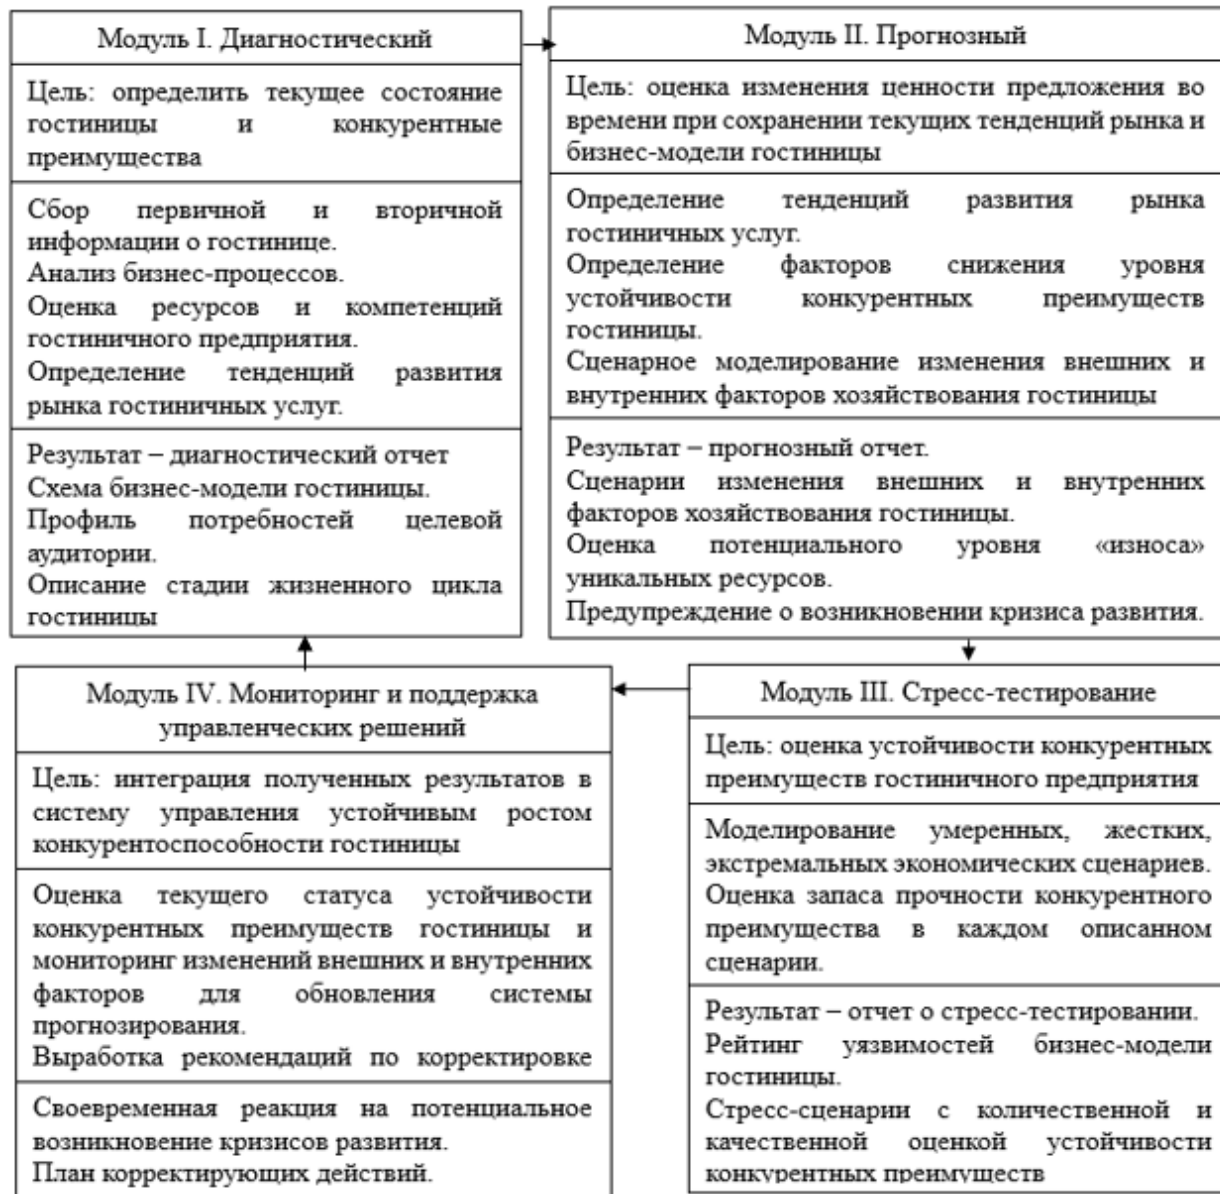 Модуль I. Диагностический
Цель: определить текущее состояние
гостиницы и конкурентные
преимущества
Сбор первичной и вторичной
информации о гостинице.
Анализ бизнес-процессов.
Оценка ресурсов и компетенций
гостиничного предприятия.
Определение тенденций развития
рынка гостиничных услуг.
Результат – диагностический отчет
Схема бизнес-модели гостиницы.
Профиль потребностей целевой
аудитории.
Описание стадии жизненного цикла
гостиницы
Модуль II. Прогнозный
Цель: оценка изменения ценности предложения во
времени при сохранении текущих тенденций рынка и
бизнес-модели гостиницы
Определение тенденций развития рынка
гостиничных услуг.
Определение факторов снижения уровня
устойчивости конкурентных преимуществ
гостиницы.
Сценарное моделирование изменения внешних и
внутренних факторов хозяйствования гостиницы
Результат – прогнозный отчет.
Сценарии изменения внешних и внутренних
факторов хозяйствования гостиницы.
Оценка потенциального уровня «износа»
уникальных ресурсов.
Предупреждение о возникновении кризиса развития.
Модуль III. Стресс-тестирование
Цель: оценка устойчивости конкурентных
преимуществ гостиничного предприятия
Моделирование умеренных, жестких,
экстремальных экономических сценариев.
Оценка запаса прочности конкурентного
преимущества в каждом описанном
сценарии.
Результат – отчет о стресс-тестировании.
Рейтинг уязвимостей бизнес-модели
гостиницы.
Стресс-сценарии с количественной и
качественной оценкой устойчивости
конкурентных преимуществ
Модуль IV. Мониторинг и поддержка
управленческих решений
Цель: интеграция полученных результатов в
систему управления устойчивым ростом
конкурентоспособности гостиницы
Оценка текущего статуса устойчивости
конкурентных преимуществ гостиницы и
мониторинг изменений внешних и внутренних
факторов для обновления системы
прогнозирования.
Выработка рекомендаций по корректировке
Своевременная реакция на потенциальное
возникновение кризисов развития.
План корректирующих действий.